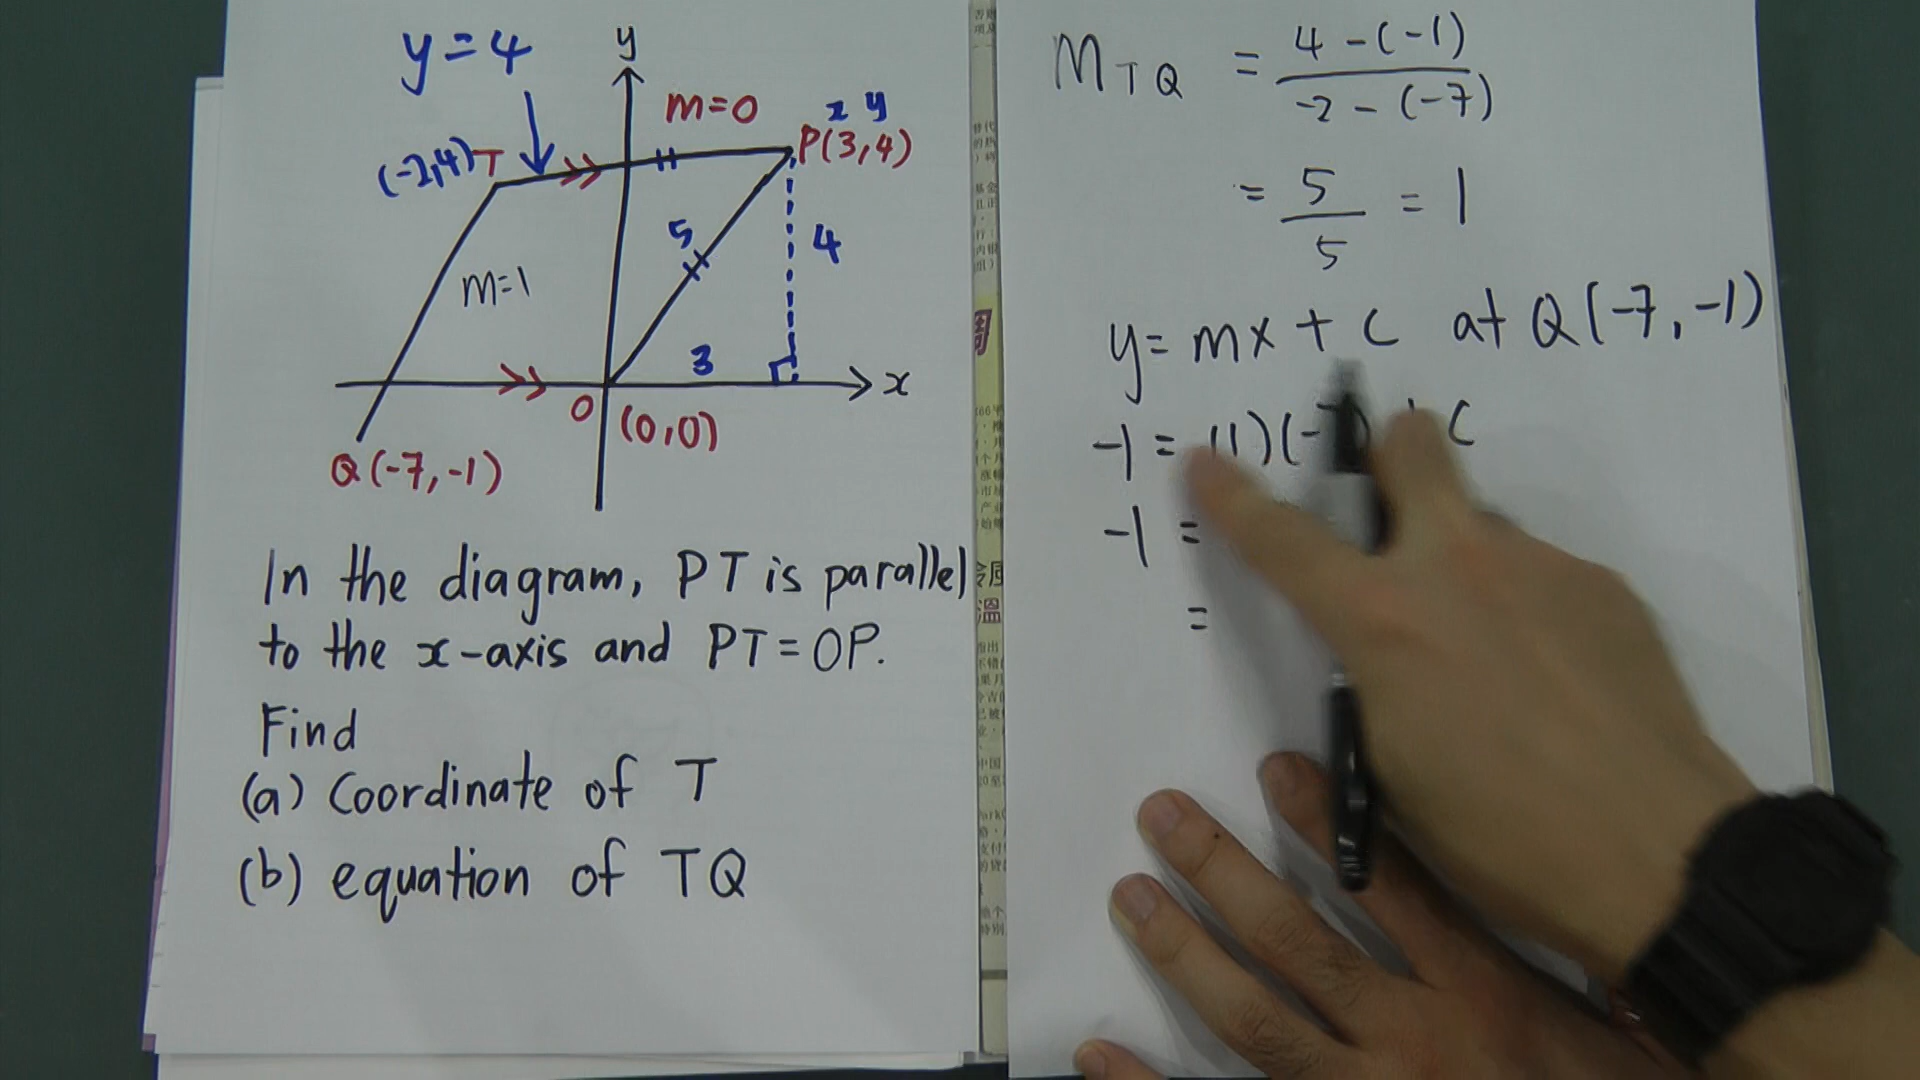 y=4
y
m=0
x y
(-2,4) T
P(3,4)
5
4
m=1
3
x
O
(0,0)
Q(-7,-1)
In the diagram, PT is parallel
to the x-axis and PT=OP.
Find
(a) Coordinate of T
(b) equation of TQ
M TQ = 4-(-1) / -2-(-7)
= 5/5 = 1
y=mx+c at Q(-7,-1)
-1=(1)(-7)+c
-1 =
=